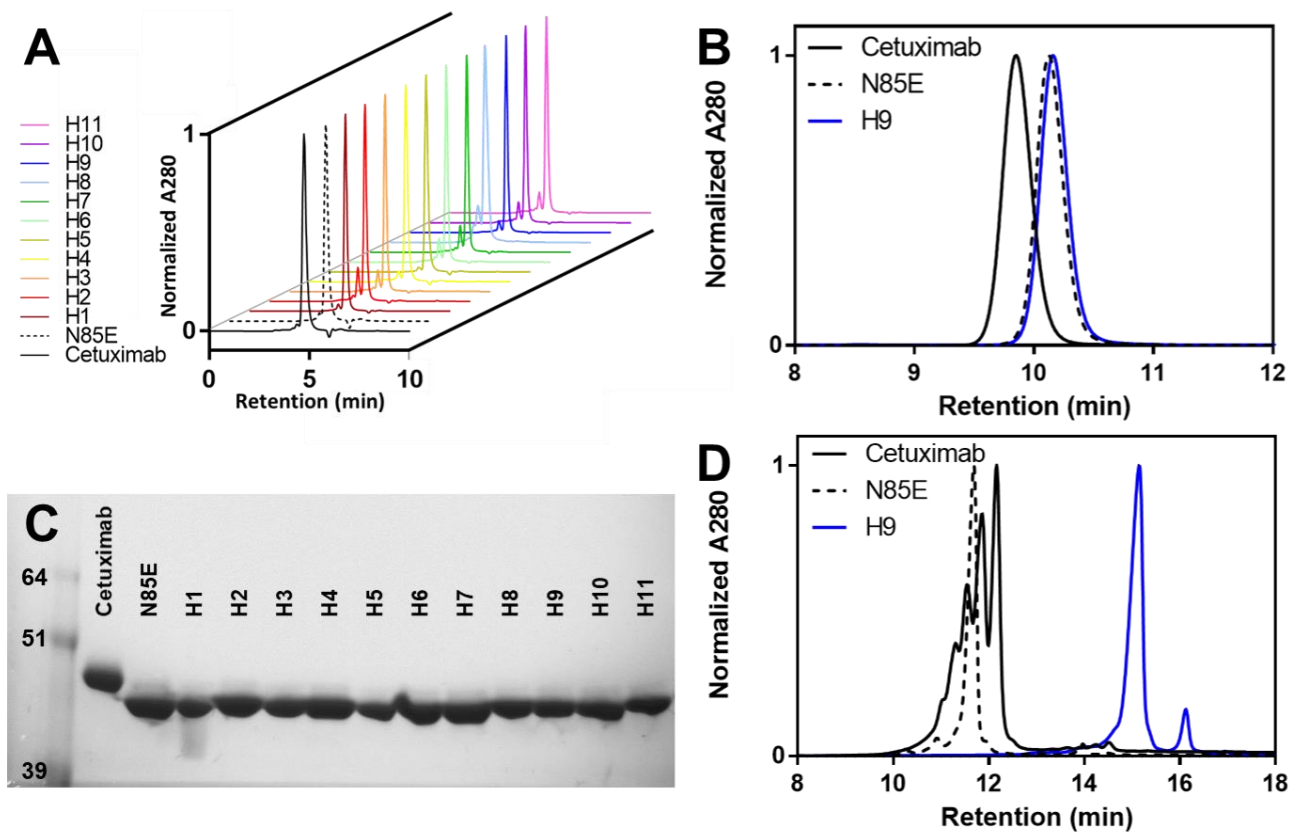 A
H11
H10
H9
H8
H7
H6
H5
H4
H3
H2
H1
N85E
Cetuximab
Normalized A280
1
0
0 5 10
Retention (min)
B
Cetuximab
N85E
H9
Normalized A280
1
0
8 9 10 11 12
Retention (min)
C
Cetuximab N85E H1 H2 H3 H4 H5 H6 H7 H8 H9 H10 H11
64
51
39
D
Cetuximab
N85E
H9
Normalized A280
1
0
8 10 12 14 16 18
Retention (min)